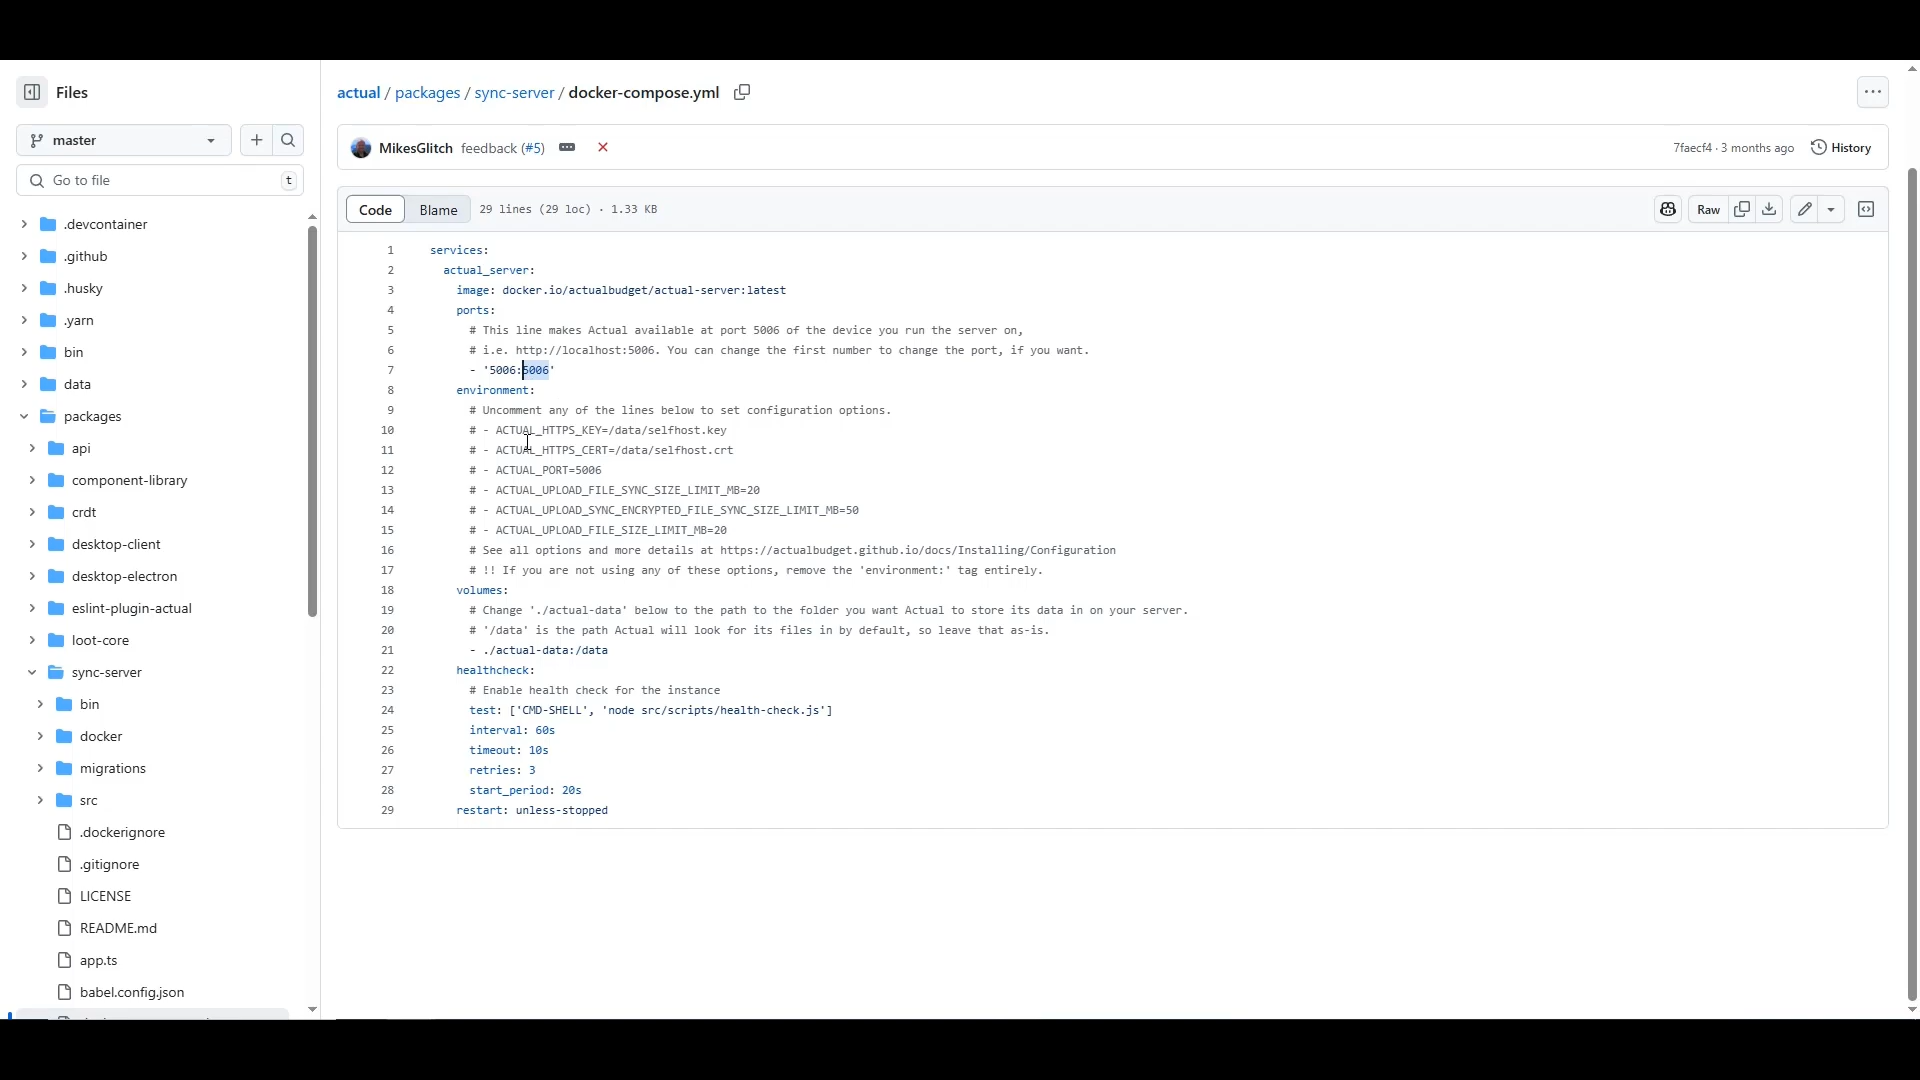 Files
master
Go to file
t
.devcontainer
.github
.husky
.yarn
bin
data
packages
api
component-library
crdt
desktop-client
desktop-electron
eslint-plugin-actual
loot-core
sync-server
bin
docker
migrations
src
.dockerignore
.gitignore
LICENSE
README.md
app.ts
babel.config.json
actual / packages / sync-server / docker-compose.yml
MikesGlitch feedback (#5)
7faecf4 · 3 months ago History
Code Blame 29 lines (29 loc) · 1.33 KB
Raw
1 services:
2 actual_server:
3 image: docker.io/actualbudget/actual-server:latest
4 ports:
5 # This line makes Actual available at port 5006 of the device you run the server on,
6 # i.e. http://localhost:5006. You can change the first number to change the port, if you want.
7 - '5006:5006'
8 environment:
9 # Uncomment any of the lines below to set configuration options.
10 # - ACTUAL_HTTPS_KEY=/data/selfhost.key
11 # - ACTUAL_HTTPS_CERT=/data/selfhost.crt
12 # - ACTUAL_PORT=5006
13 # - ACTUAL_UPLOAD_FILE_SYNC_SIZE_LIMIT_MB=20
14 # - ACTUAL_UPLOAD_SYNC_ENCRYPTED_FILE_SYNC_SIZE_LIMIT_MB=50
15 # - ACTUAL_UPLOAD_FILE_SIZE_LIMIT_MB=20
16 # See all options and more details at https://actualbudget.github.io/docs/Installing/Configuration
17 # !! If you are not using any of these options, remove the 'environment:' tag entirely.
18 volumes:
19 # Change './actual-data' below to the path to the folder you want Actual to store its data in on your server.
20 # '/data' is the path Actual will look for its files in by default, so leave that as-is.
21 - ./actual-data:/data
22 healthcheck:
23 # Enable health check for the instance
24 test: ['CMD-SHELL', 'node src/scripts/health-check.js']
25 interval: 60s
26 timeout: 10s
27 retries: 3
28 start_period: 20s
29 restart: unless-stopped